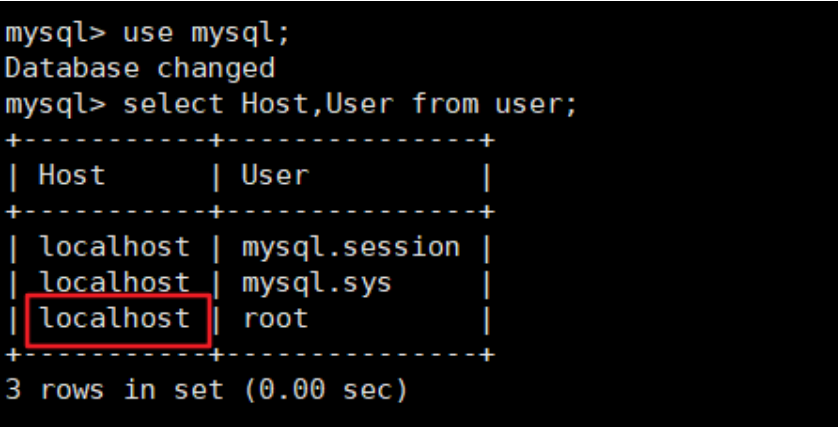 mysql> use mysql;
Database changed
mysql> select Host,User from user;
+-----------+---------------+
| Host      | User          |
+-----------+---------------+
| localhost | mysql.session |
| localhost | mysql.sys     |
| localhost | root          |
+-----------+---------------+
3 rows in set (0.00 sec)